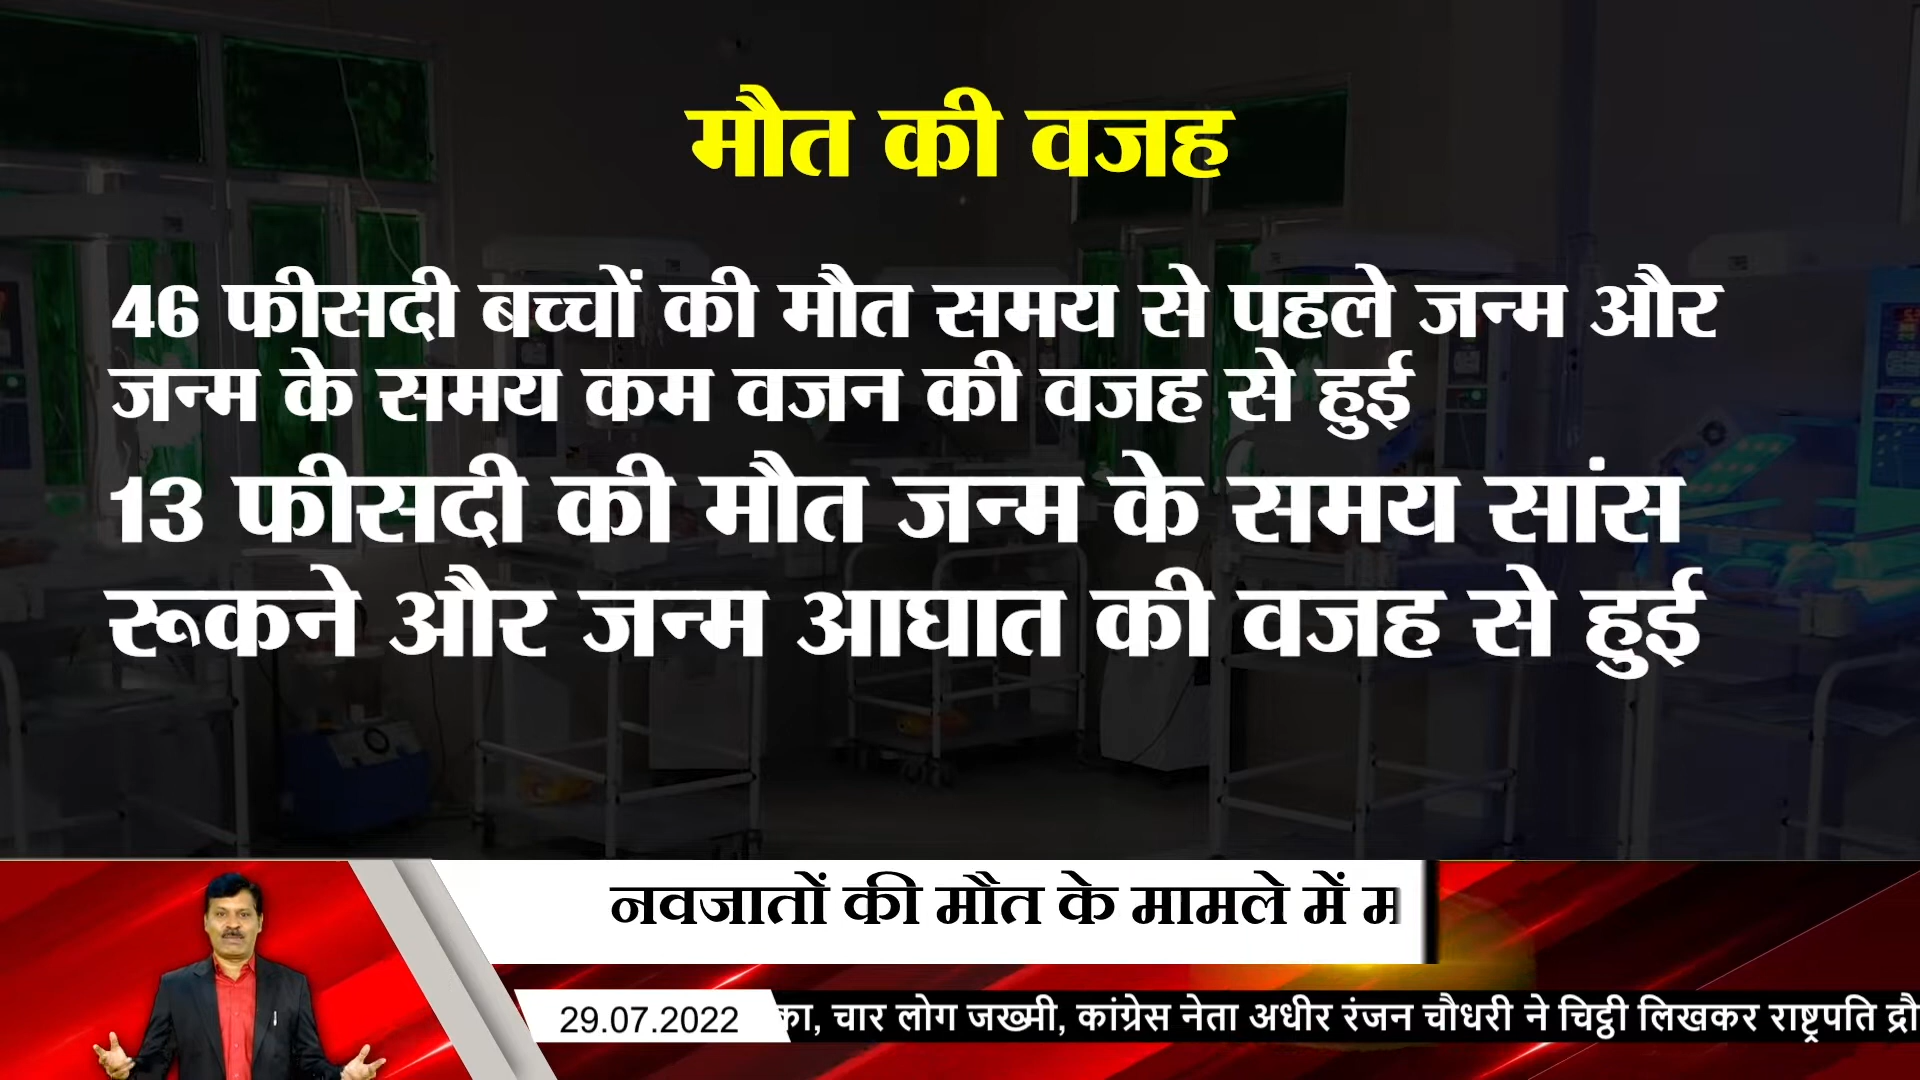 मौत की वजह
46 फीसदी बच्चों की मौत समय से पहले जन्म और
जन्म के समय कम वजन की वजह से हुई
13 फीसदी की मौत जन्म के समय सांस
रूकने और जन्म आघात की वजह से हुई
नवजातों की मौत के मामले में
29.07.2022
चार लोग जख्मी, कांग्रेस नेता अधीर रंजन चौधरी ने चिट्ठी लिखकर राष्ट्रपति